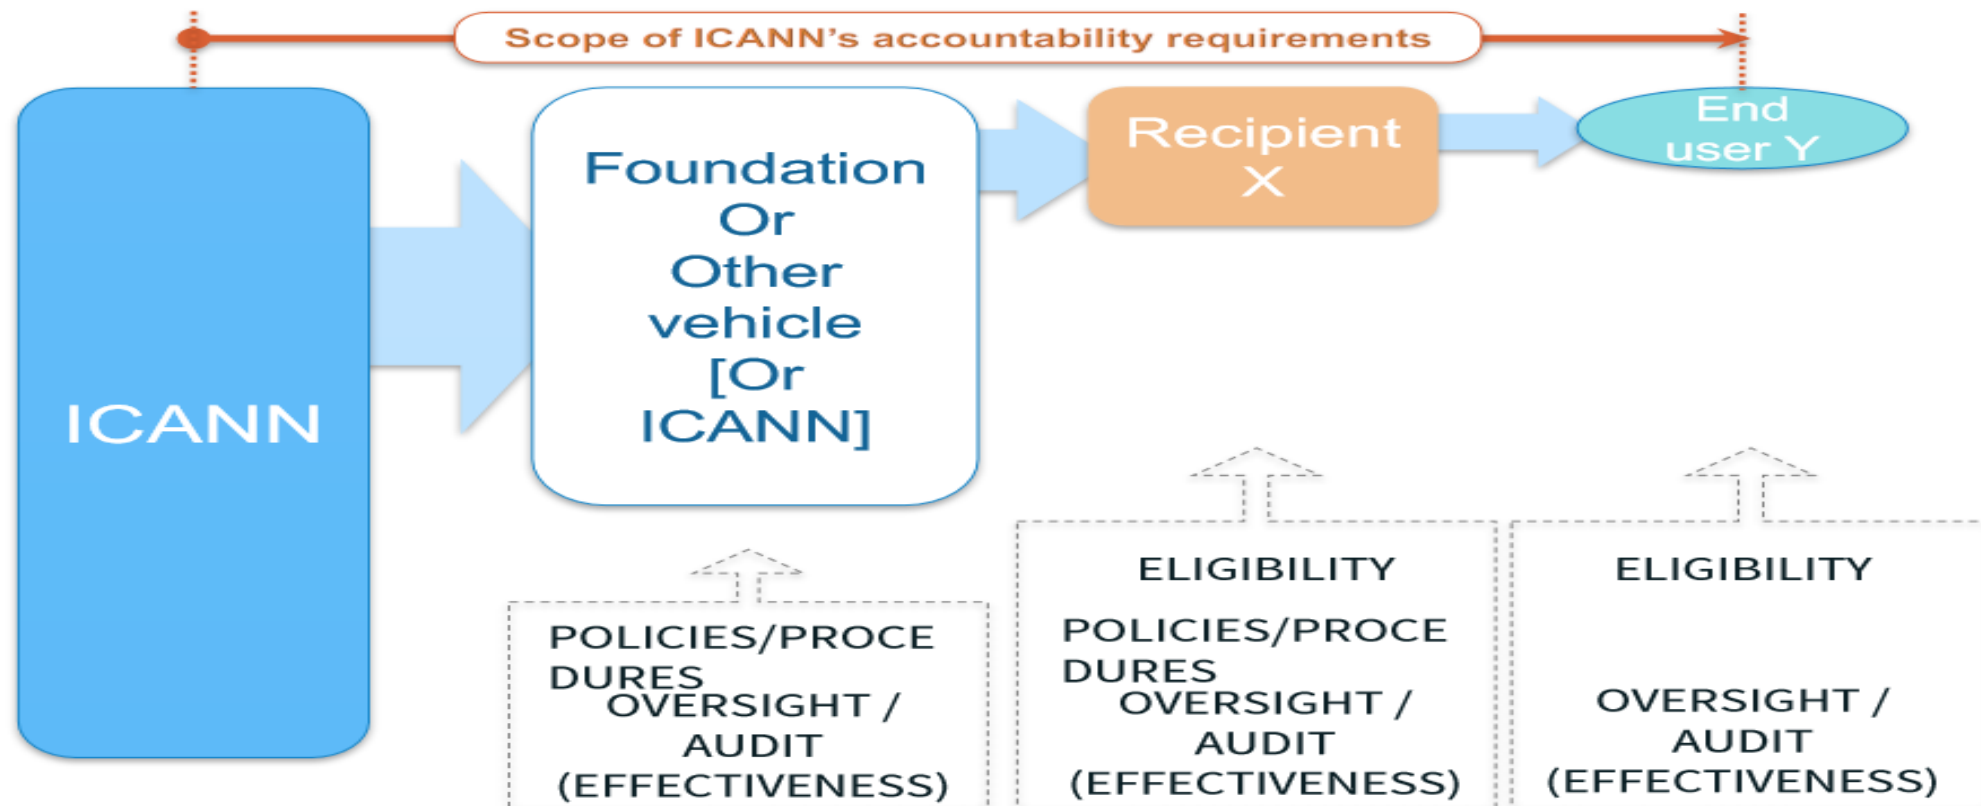 Scope of ICANN’s accountability requirements
ICANN
Foundation
Or
Other
vehicle
[Or
ICANN]
Recipient
X
End
user Y
POLICIES/PROCE
DURES
OVERSIGHT /
AUDIT
(EFFECTIVENESS)
ELIGIBILITY
POLICIES/PROCE
DURES
OVERSIGHT /
AUDIT
(EFFECTIVENESS)
ELIGIBILITY
OVERSIGHT /
AUDIT
(EFFECTIVENESS)